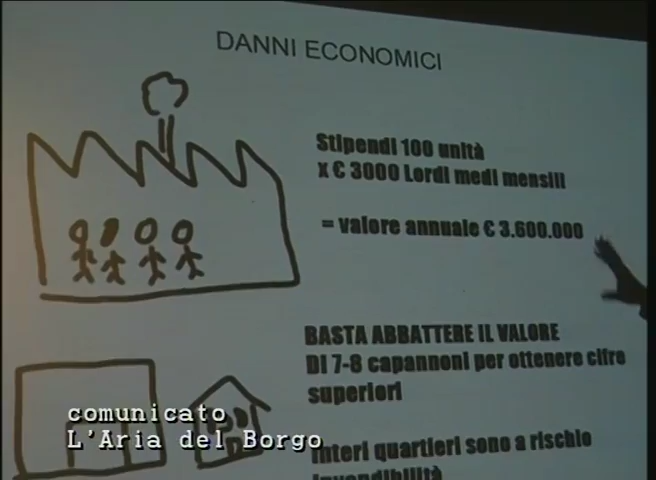 DANNI ECONOMICI
Stipendi 100 unità
x € 3000 Lordi medi mensili
= valore annuale € 3.600.000
BASTA ABBATTERE IL VALORE
DI 7-8 capannoni per ottenere cifre
superiori
Interi quartieri sono a rischio
invendibilità
comunicato
L'Aria del Borgo